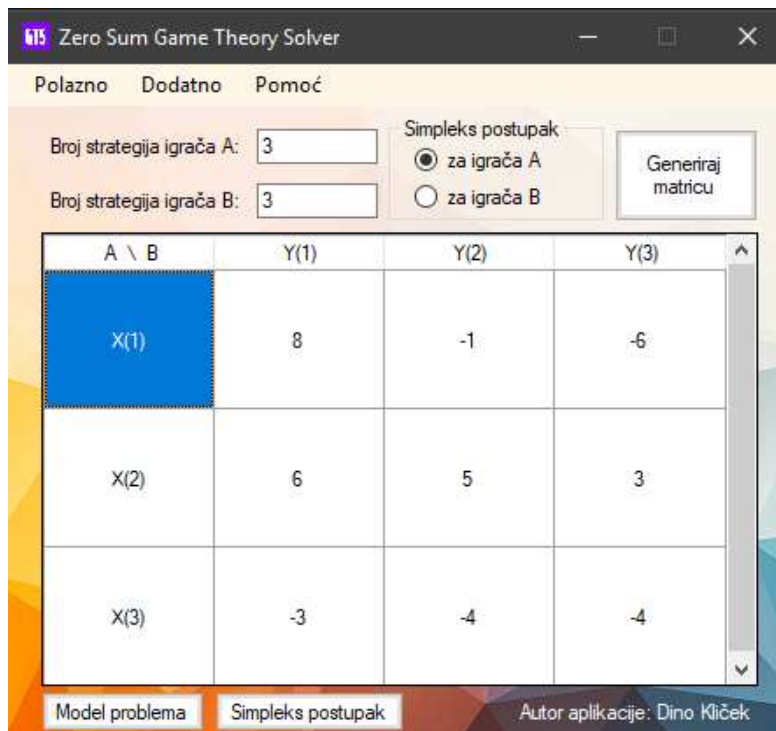 GTS Zero Sum Game Theory Solver
Polazno Dodatno Pomoć
Broj strategija igrača A: 3
Broj strategija igrača B: 3
Simpleks postupak
za igrača A
za igrača B
Generiraj
matricu
A \ B Y(1) Y(2) Y(3)
X(1) 8 -1 -6
X(2) 6 5 3
X(3) -3 -4 -4
Model problema Simpleks postupak Autor aplikacije: Dino Kliček